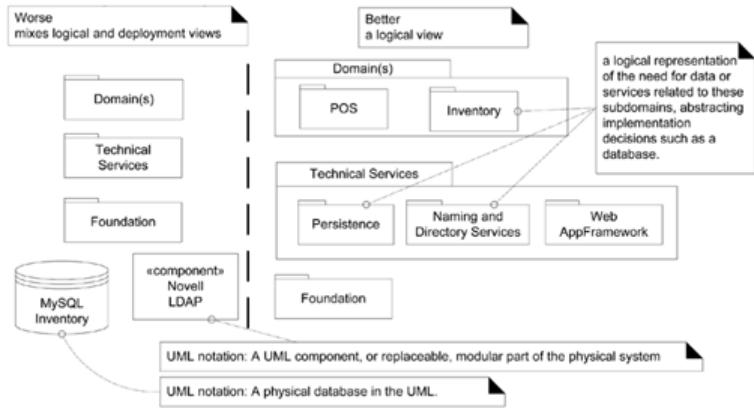 Worse
mixes logical and deployment views
Better
a logical view
Domain(s)
Technical
Services
Foundation
MySQL
Inventory
«component»
Novell
LDAP
Domain(s)
POS
Inventory
Technical Services
Persistence
Naming and
Directory Services
Web
AppFramework
Foundation
a logical representation
of the need for data or
services related to these
subdomains, abstracting
implementation
decisions such as a
database.
UML notation: A UML component, or replaceable, modular part of the physical system
UML notation: A physical database in the UML.